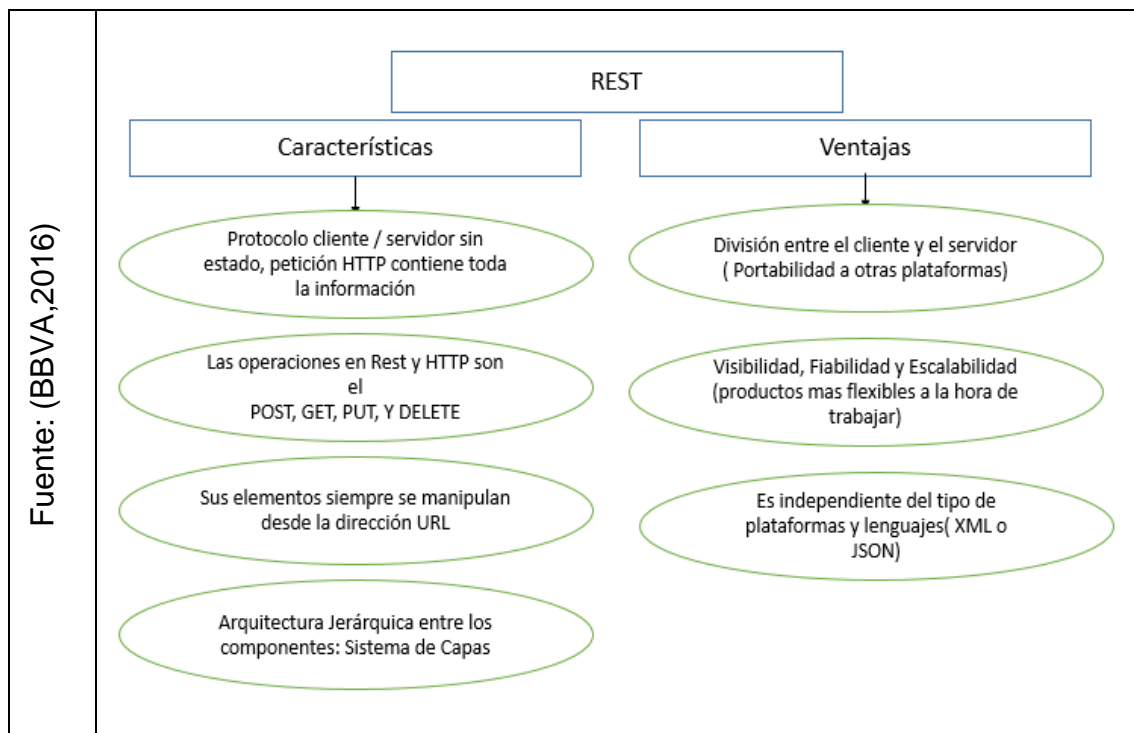 Fuente: (BBVA,2016)
REST
Características
Protocolo cliente / servidor sin
estado, petición HTTP contiene toda
la información
Las operaciones en Rest y HTTP son
el
POST, GET, PUT, Y DELETE
Sus elementos siempre se manipulan
desde la dirección URL
Arquitectura Jerárquica entre los
componentes: Sistema de Capas
Ventajas
División entre el cliente y el servidor
( Portabilidad a otras plataformas)
Visibilidad, Fiabilidad y Escalabilidad
(productos mas flexibles a la hora de
trabajar)
Es independiente del tipo de
plataformas y lenguajes( XML o
JSON)